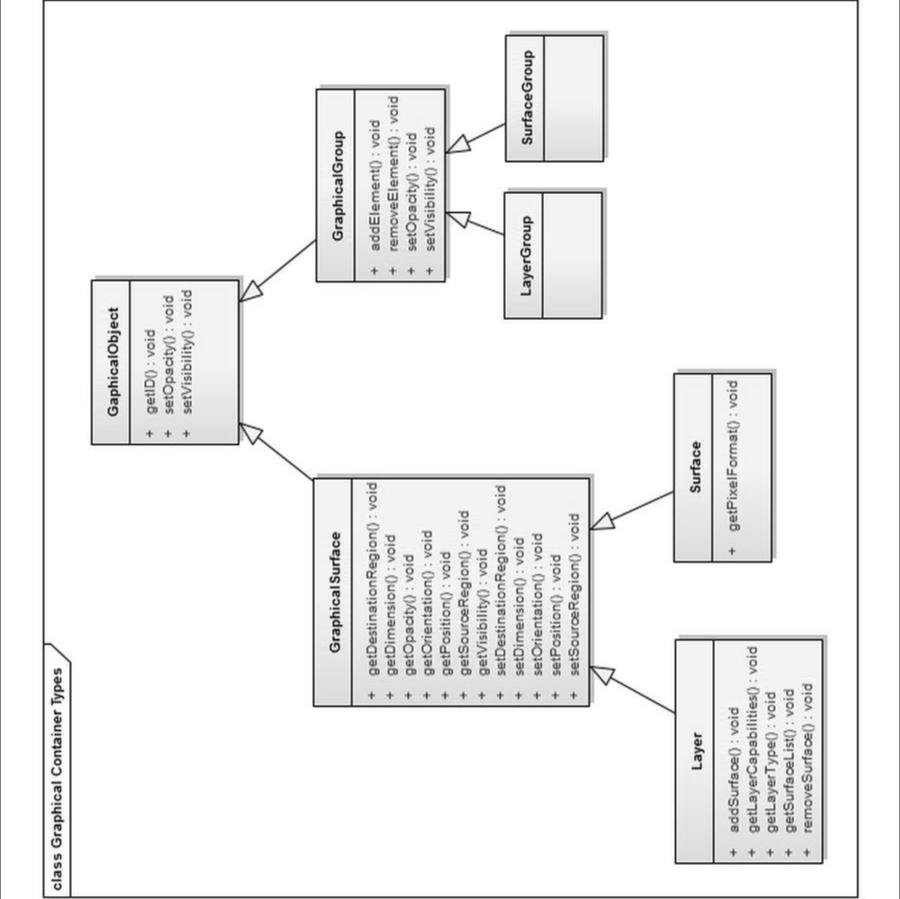 class Graphical Container Types
GaphicalObject
+ getID() : void
+ setOpacity() : void
+ setVisibility() : void
GraphicalSurface
+ getDestinationRegion() : void
+ getDimension() : void
+ getOpacity() : void
+ getOrientation() : void
+ getPosition() : void
+ getSourceRegion() : void
+ getVisibility() : void
+ setDestinationRegion() : void
+ setDimension() : void
+ setOrientation() : void
+ setPosition() : void
+ setSourceRegion() : void
GraphicalGroup
+ addElement() : void
+ removeElement() : void
+ setOpacity() : void
+ setVisibility() : void
Layer
+ addSurface() : void
+ getLayerCapabilities() : void
+ getLayerType() : void
+ getSurfaceList() : void
+ removeSurface() : void
Surface
+ getPixelFormat() : void
LayerGroup
SurfaceGroup